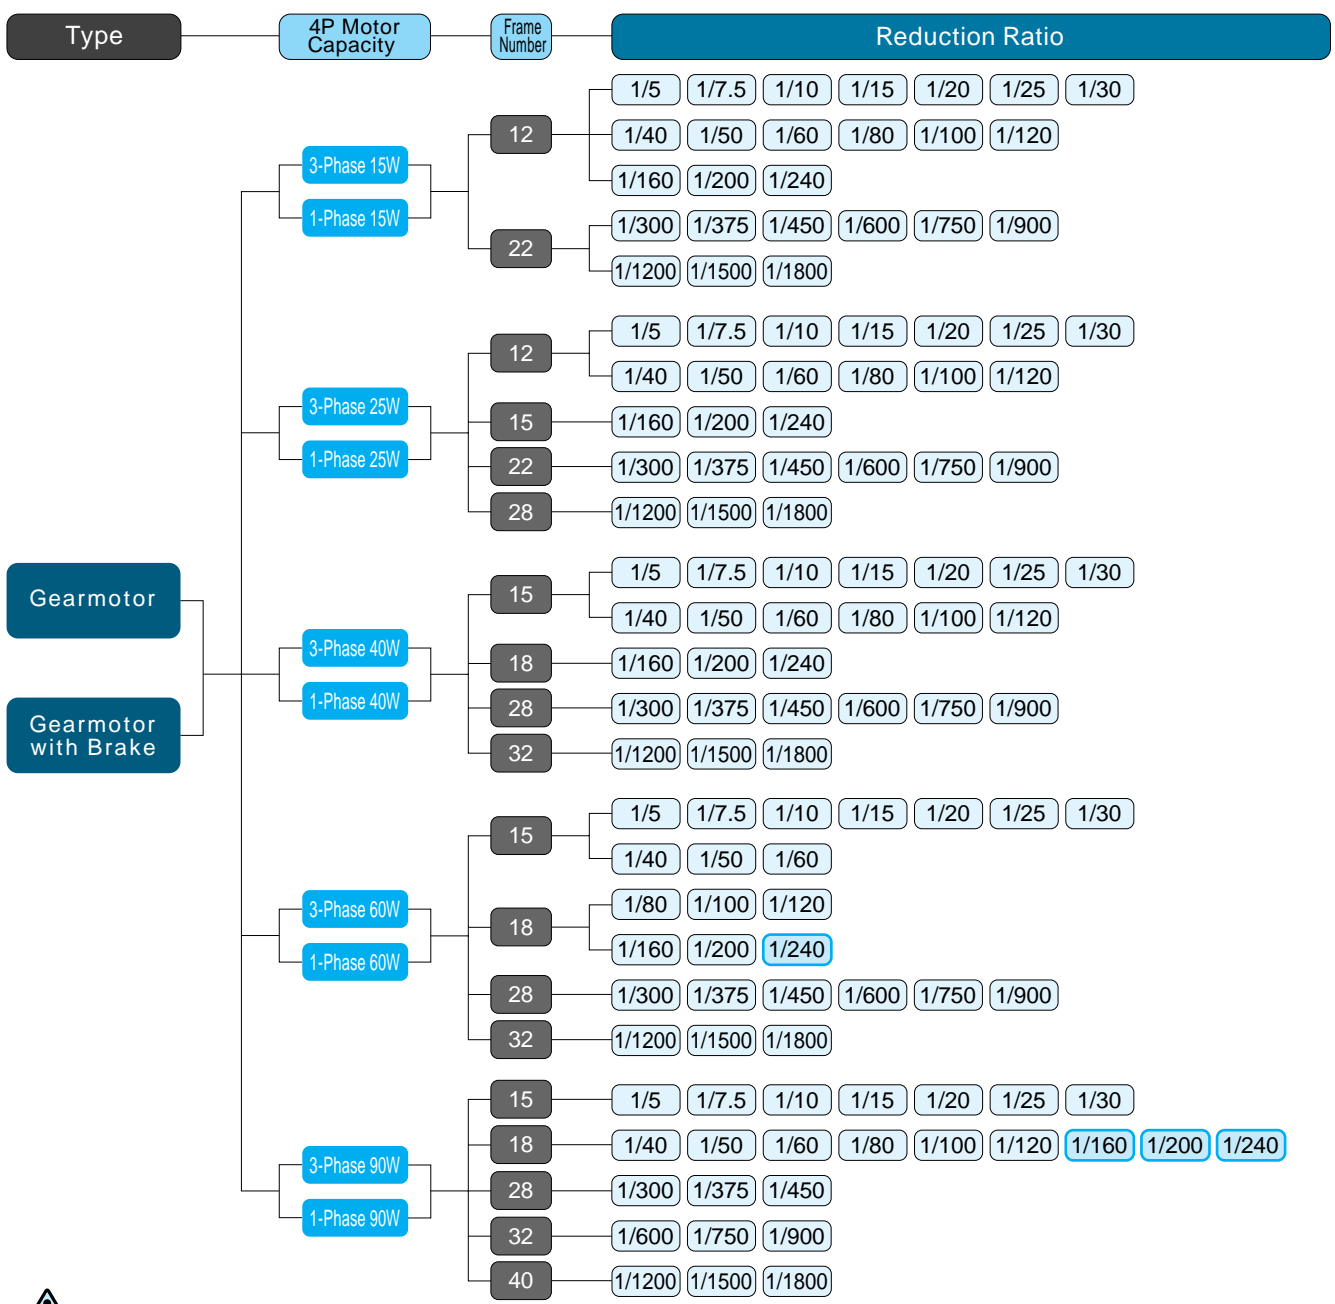 Type
4P Motor
Capacity
Frame
Number
Reduction Ratio
1/5 1/7.5 1/10 1/15 1/20 1/25 1/30
12
1/40 1/50 1/60 1/80 1/100 1/120
3-Phase 15W
1/160 1/200 1/240
1-Phase 15W
1/300 1/375 1/450 1/600 1/750 1/900
22
1/1200 1/1500 1/1800
1/5 1/7.5 1/10 1/15 1/20 1/25 1/30
12
1/40 1/50 1/60 1/80 1/100 1/120
3-Phase 25W
15 1/160 1/200 1/240
1-Phase 25W
22 1/300 1/375 1/450 1/600 1/750 1/900
28 1/1200 1/1500 1/1800
1/5 1/7.5 1/10 1/15 1/20 1/25 1/30
Gearmotor
15
1/40 1/50 1/60 1/80 1/100 1/120
3-Phase 40W
18 1/160 1/200 1/240
1-Phase 40W
28 1/300 1/375 1/450 1/600 1/750 1/900
Gearmotor
with Brake
32 1/1200 1/1500 1/1800
1/5 1/7.5 1/10 1/15 1/20 1/25 1/30
15
1/40 1/50 1/60
3-Phase 60W
1/80 1/100 1/120
18
1/160 1/200 1/240
1-Phase 60W
28 1/300 1/375 1/450 1/600 1/750 1/900
32 1/1200 1/1500 1/1800
15 1/5 1/7.5 1/10 1/15 1/20 1/25 1/30
18 1/40 1/50 1/60 1/80 1/100 1/120 1/160 1/200 1/240
3-Phase 90W
28 1/300 1/375 1/450
1-Phase 90W
32 1/600 1/750 1/900
40 1/1200 1/1500 1/1800